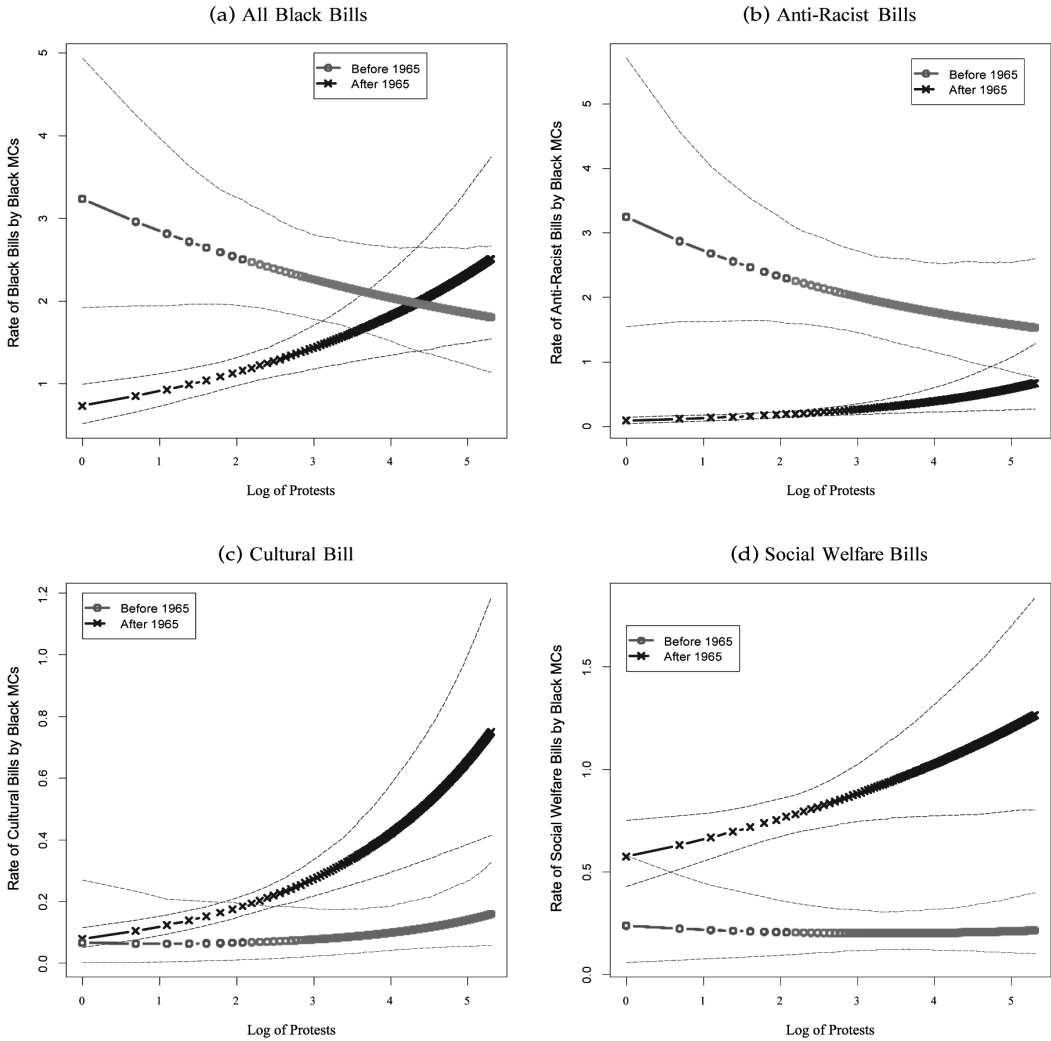 (a) All Black Bills
Rate of Black Bills by Black MCs
5
4
3
2
1
Before 1965
After 1965
0 1 2 3 4 5
Log of Protests
(b) Anti-Racist Bills
Rate of Anti-Racist Bills by Black MCs
5
4
3
2
1
0
Before 1965
After 1965
0 1 2 3 4 5
Log of Protests
(c) Cultural Bill
Rate of Cultural Bills by Black MCs
1.2
1.0
0.8
0.6
0.4
0.2
0.0
Before 1965
After 1965
0 1 2 3 4 5
Log of Protests
(d) Social Welfare Bills
Rate of Social Welfare Bills by Black MCs
1.5
1.0
0.5
0.0
Before 1965
After 1965
0 1 2 3 4 5
Log of Protests